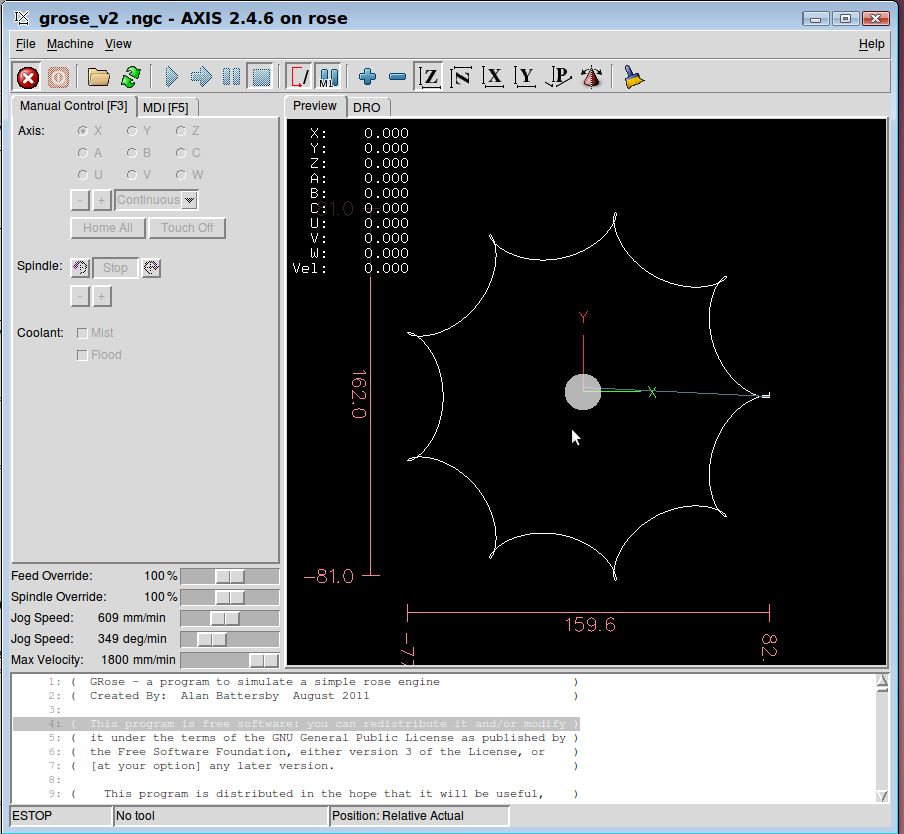 grose_v2 .ngc - AXIS 2.4.6 on rose
File Machine View Help
Z N X Y P
M1
Manual Control [F3] MDI [F5]
Preview DRO
Axis: X Y Z
A B C
U V W
- + Continuous
Home All Touch Off
Spindle: Stop
- +
Coolant: Mist
Flood
X: 0.000
Y: 0.000
Z: 0.000
A: 0.000
B: 0.000
C: 0.000
U: 0.000
V: 0.000
W: 0.000
Vel: 0.000
81.0
Y
X
162.0
-81.0
159.6
-77
82.
Feed Override: 100 %
Spindle Override: 100 %
Jog Speed: 609 mm/min
Jog Speed: 349 deg/min
Max Velocity: 1800 mm/min
1: ( GRose - a program to simulate a simple rose engine )
2: ( Created By: Alan Battersby August 2011 )
3:
4: ( This program is free software: you can redistribute it and/or modify )
5: ( it under the terms of the GNU General Public License as published by )
6: ( the Free Software Foundation, either version 3 of the License, or )
7: ( [at your option] any later version. )
8:
9: ( This program is distributed in the hope that it will be useful, )
ESTOP No tool Position: Relative Actual